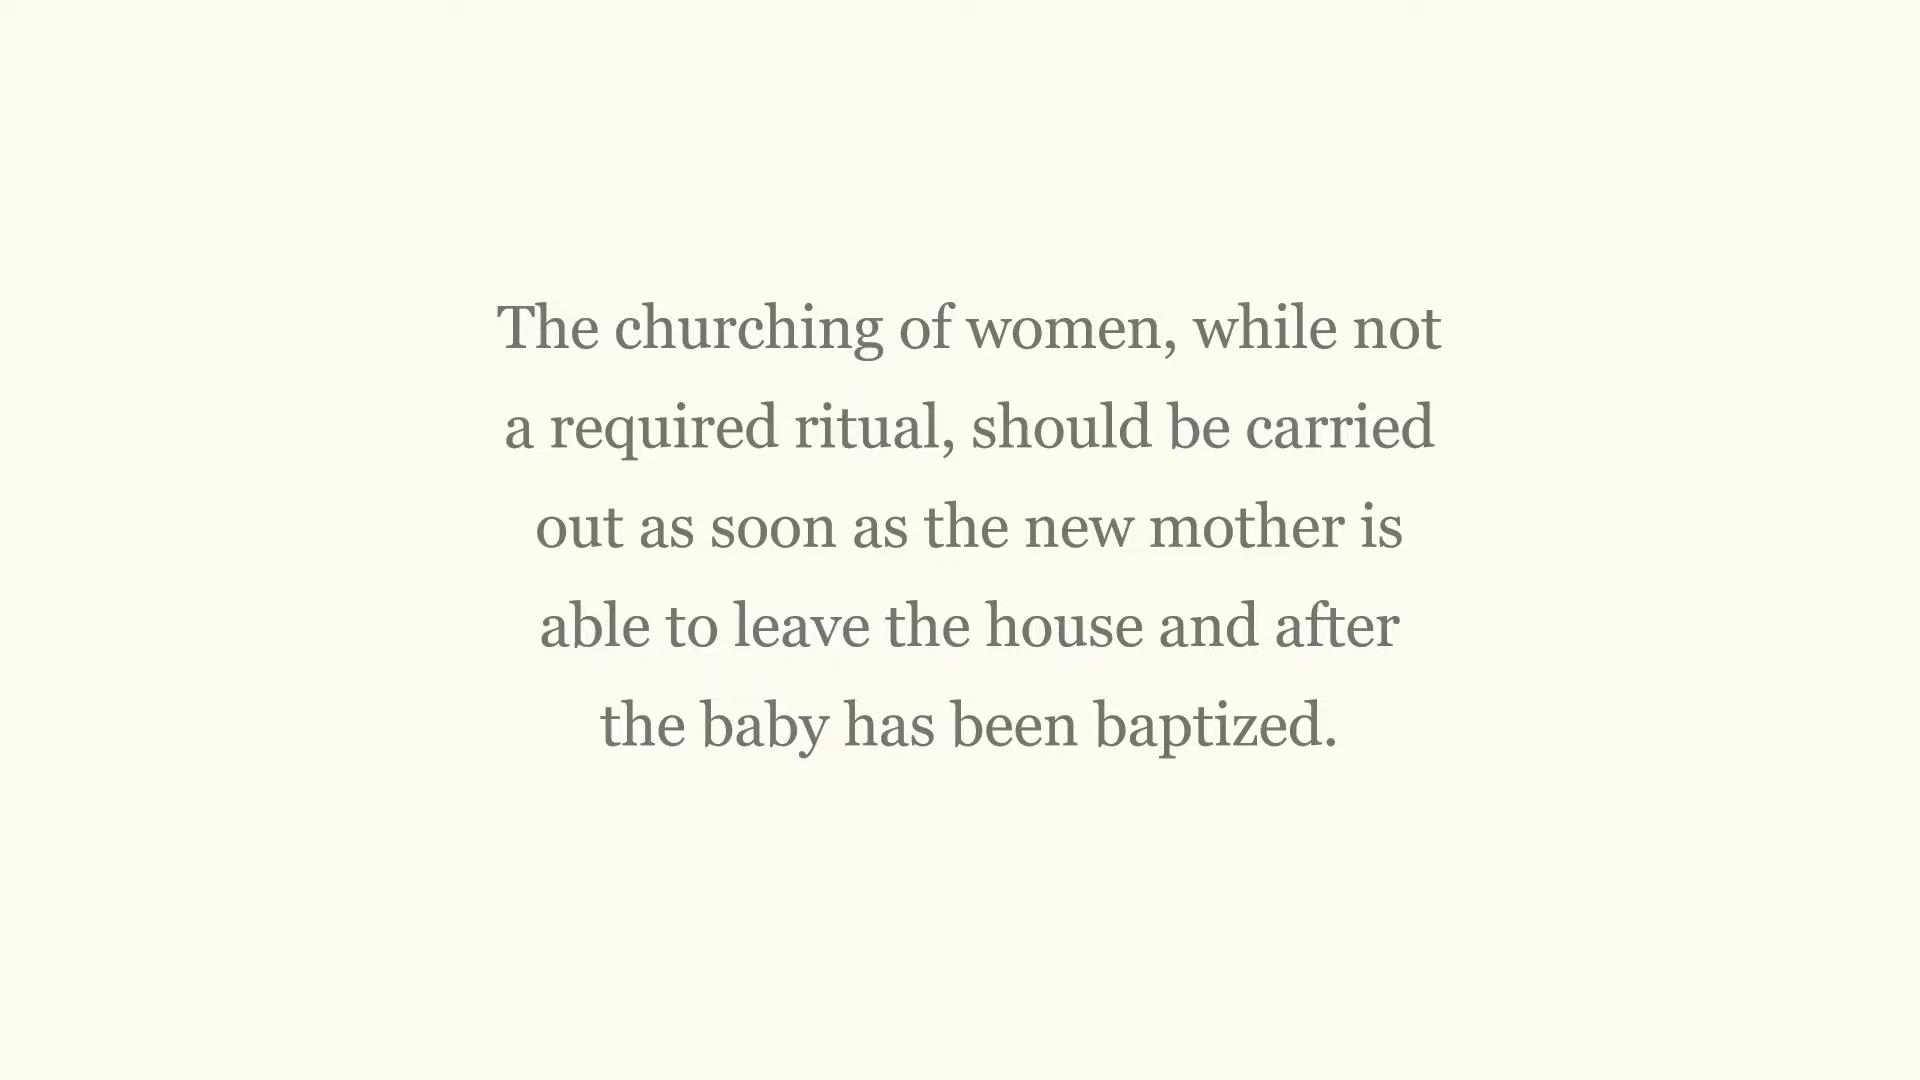 The churching of women, while not
a required ritual, should be carried
out as soon as the new mother is
able to leave the house and after
the baby has been baptized.